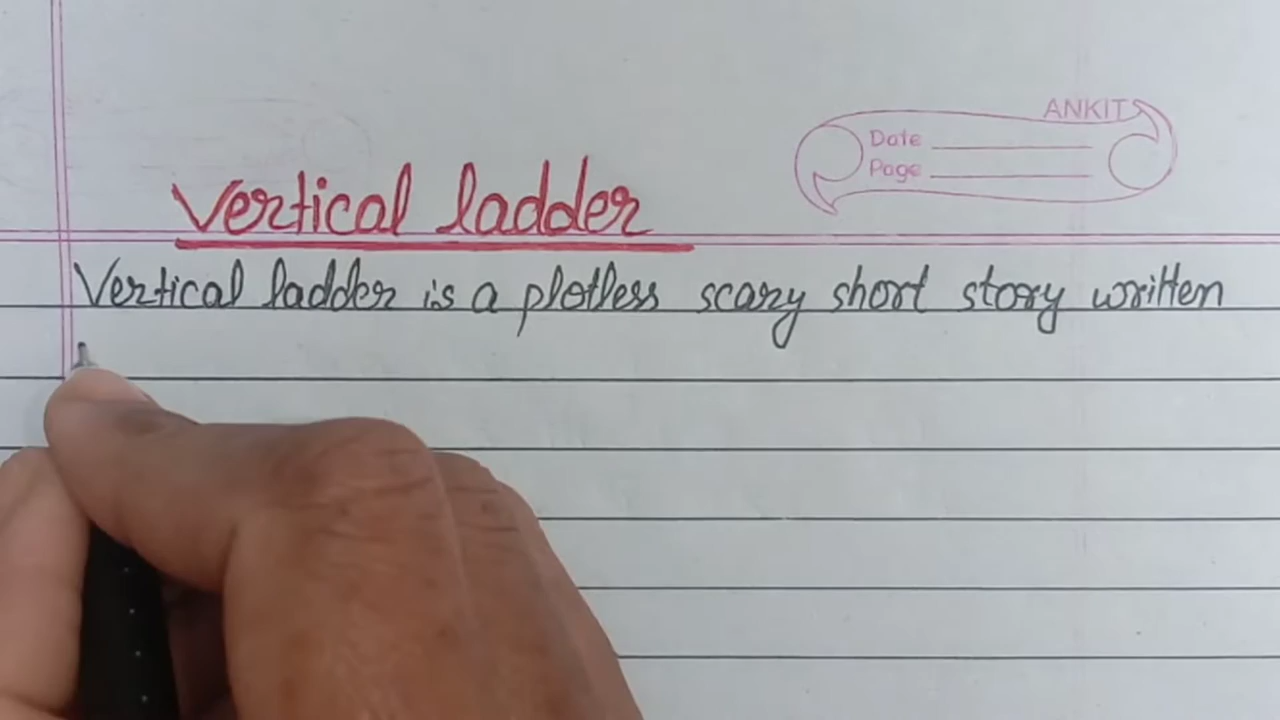 ANKIT
Date
Page
Vertical ladder
Vertical ladder is a plotless scary short story written